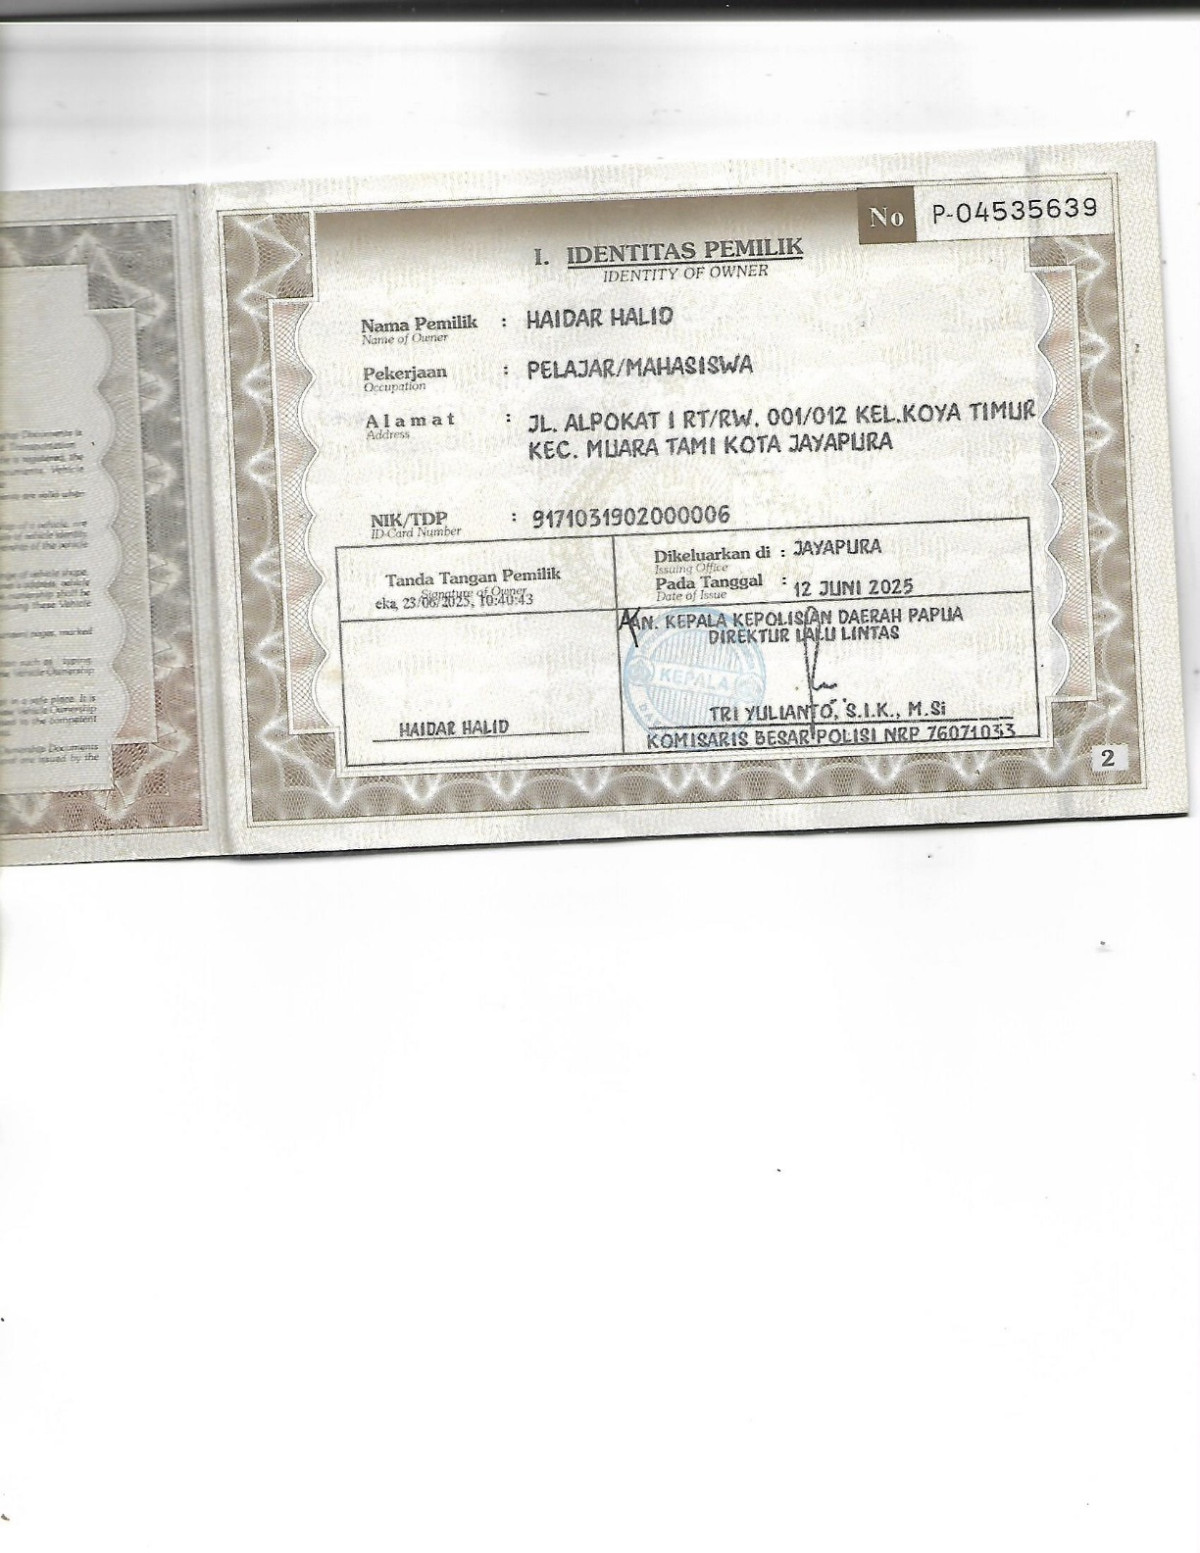 No P-04535639
I. IDENTITAS PEMILIK
IDENTITY OF OWNER
Nama Pemilik : HAIDAR HALID
Name of Owner
Pekerjaan : PELAJAR/MAHASISWA
Occupation
Alamat : JL. ALPOKAT I RT/RW. 001/012 KEL.KOYA TIMUR
Address
KEC. MUARA TAMI KOTA JAYAPURA
NIK/TDP : 9171031902000006
ID-Card Number
Tanda Tangan Pemilik
Signature of Owner
eka, 23/06/2025, 10:40:43
HAIDAR HALID
Dikeluarkan di : JAYAPURA
Issuing Office
Pada Tanggal : 12 JUNI 2025
Date of Issue
AN. KEPALA KEPOLISIAN DAERAH PAPUA
DIREKTUR LALU LINTAS
KEPALA
TRI YULIANTO, S.I.K., M.Si
KOMISARIS BESAR POLISI NRP 76071033
2